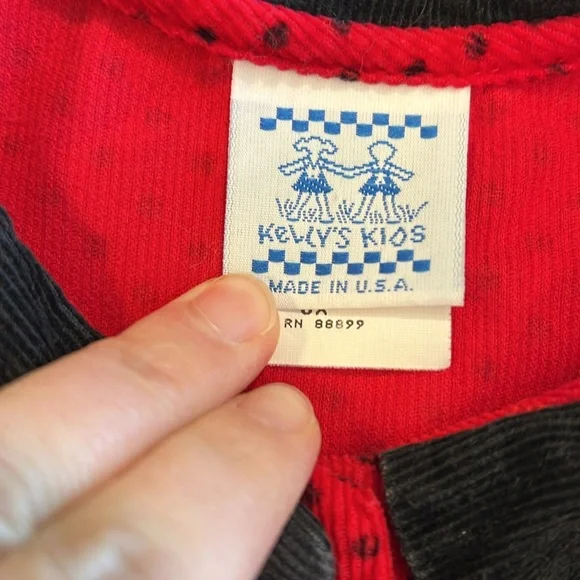 KELLY'S KIDS
MADE IN U.S.A.
RN 88899